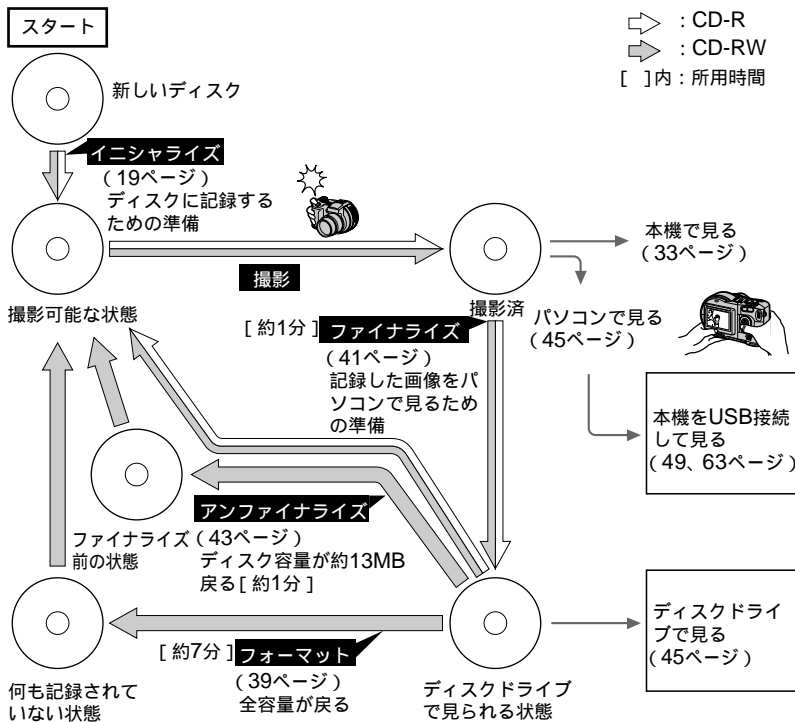 スタート
: CD-R
: CD-RW
[ ]内：所用時間
新しいディスク
イニシャライズ
（19ページ）
ディスクに記録する
ための準備
撮影可能な状態
撮影
撮影済
本機で見る
（33ページ）
パソコンで見る
（45ページ）
[ 約1分 ] ファイナライズ
（41ページ）
記録した画像をパ
ソコンで見るため
の準備
本機をUSB接続
して見る
（49、63ページ）
アンファイナライズ
（43ページ）
ディスク容量が約13MB
戻る [ 約1分 ]
ファイナライズ
前の状態
[ 約7分 ] フォーマット
（39ページ）
全容量が戻る
何も記録されて
いない状態
ディスクドライブ
で見られる状態
ディスクドライ
ブで見る
（45ページ）